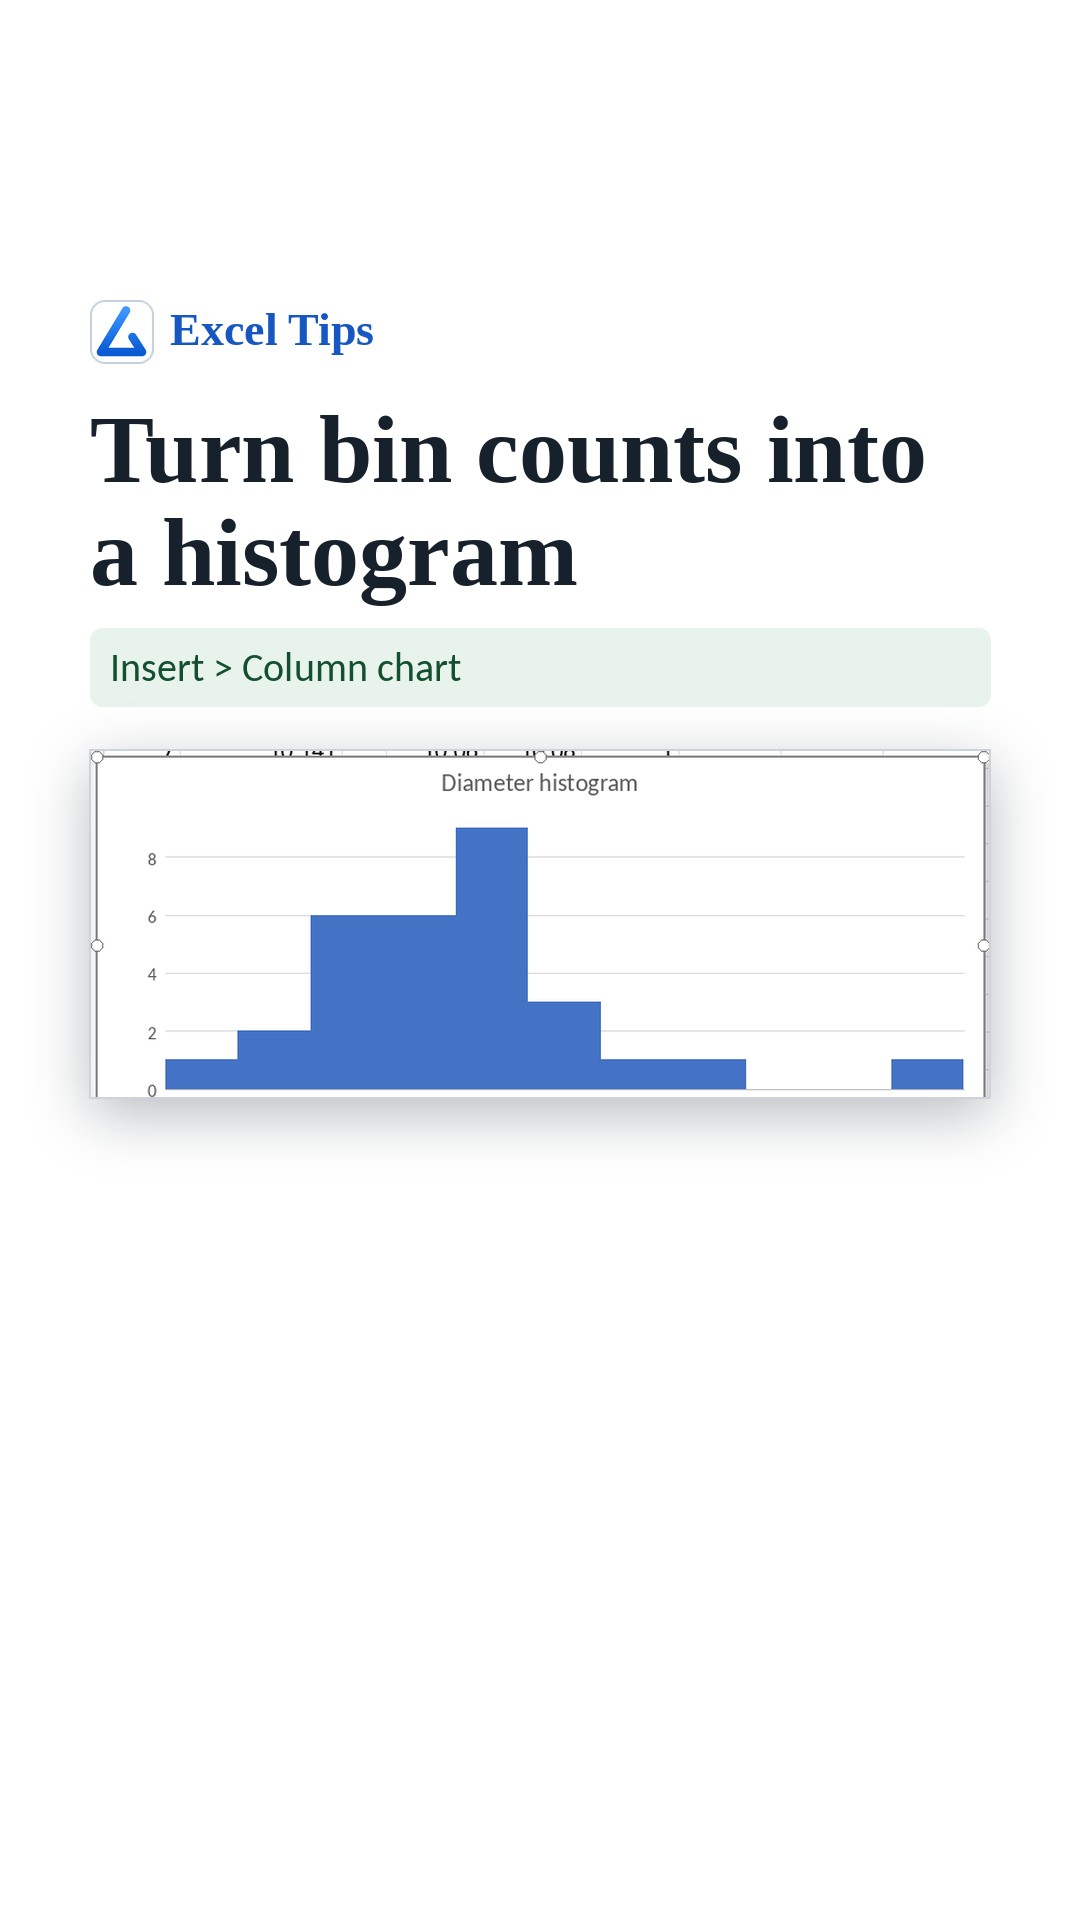 Excel Tips
Turn bin counts into
a histogram
Insert > Column chart
Diameter histogram
8
6
4
2
0